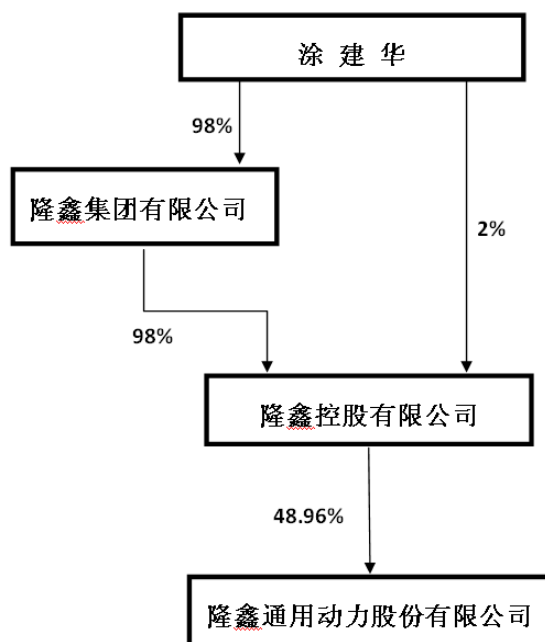 涂 建 华
98%
隆鑫集团有限公司
2%
98%
隆鑫控股有限公司
48.96%
隆鑫通用动力股份有限公司